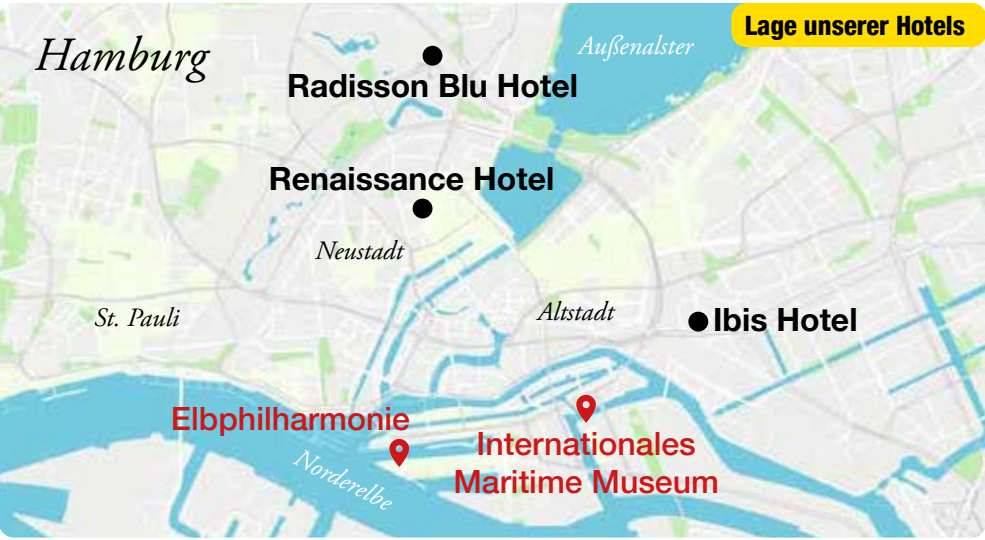 Lage unserer Hotels
Hamburg
Außenalster
Radisson Blu Hotel
Renaissance Hotel
Neustadt
St. Pauli
Altstadt
Ibis Hotel
Elbphilharmonie
Internationales
Maritime Museum
Norderelbe